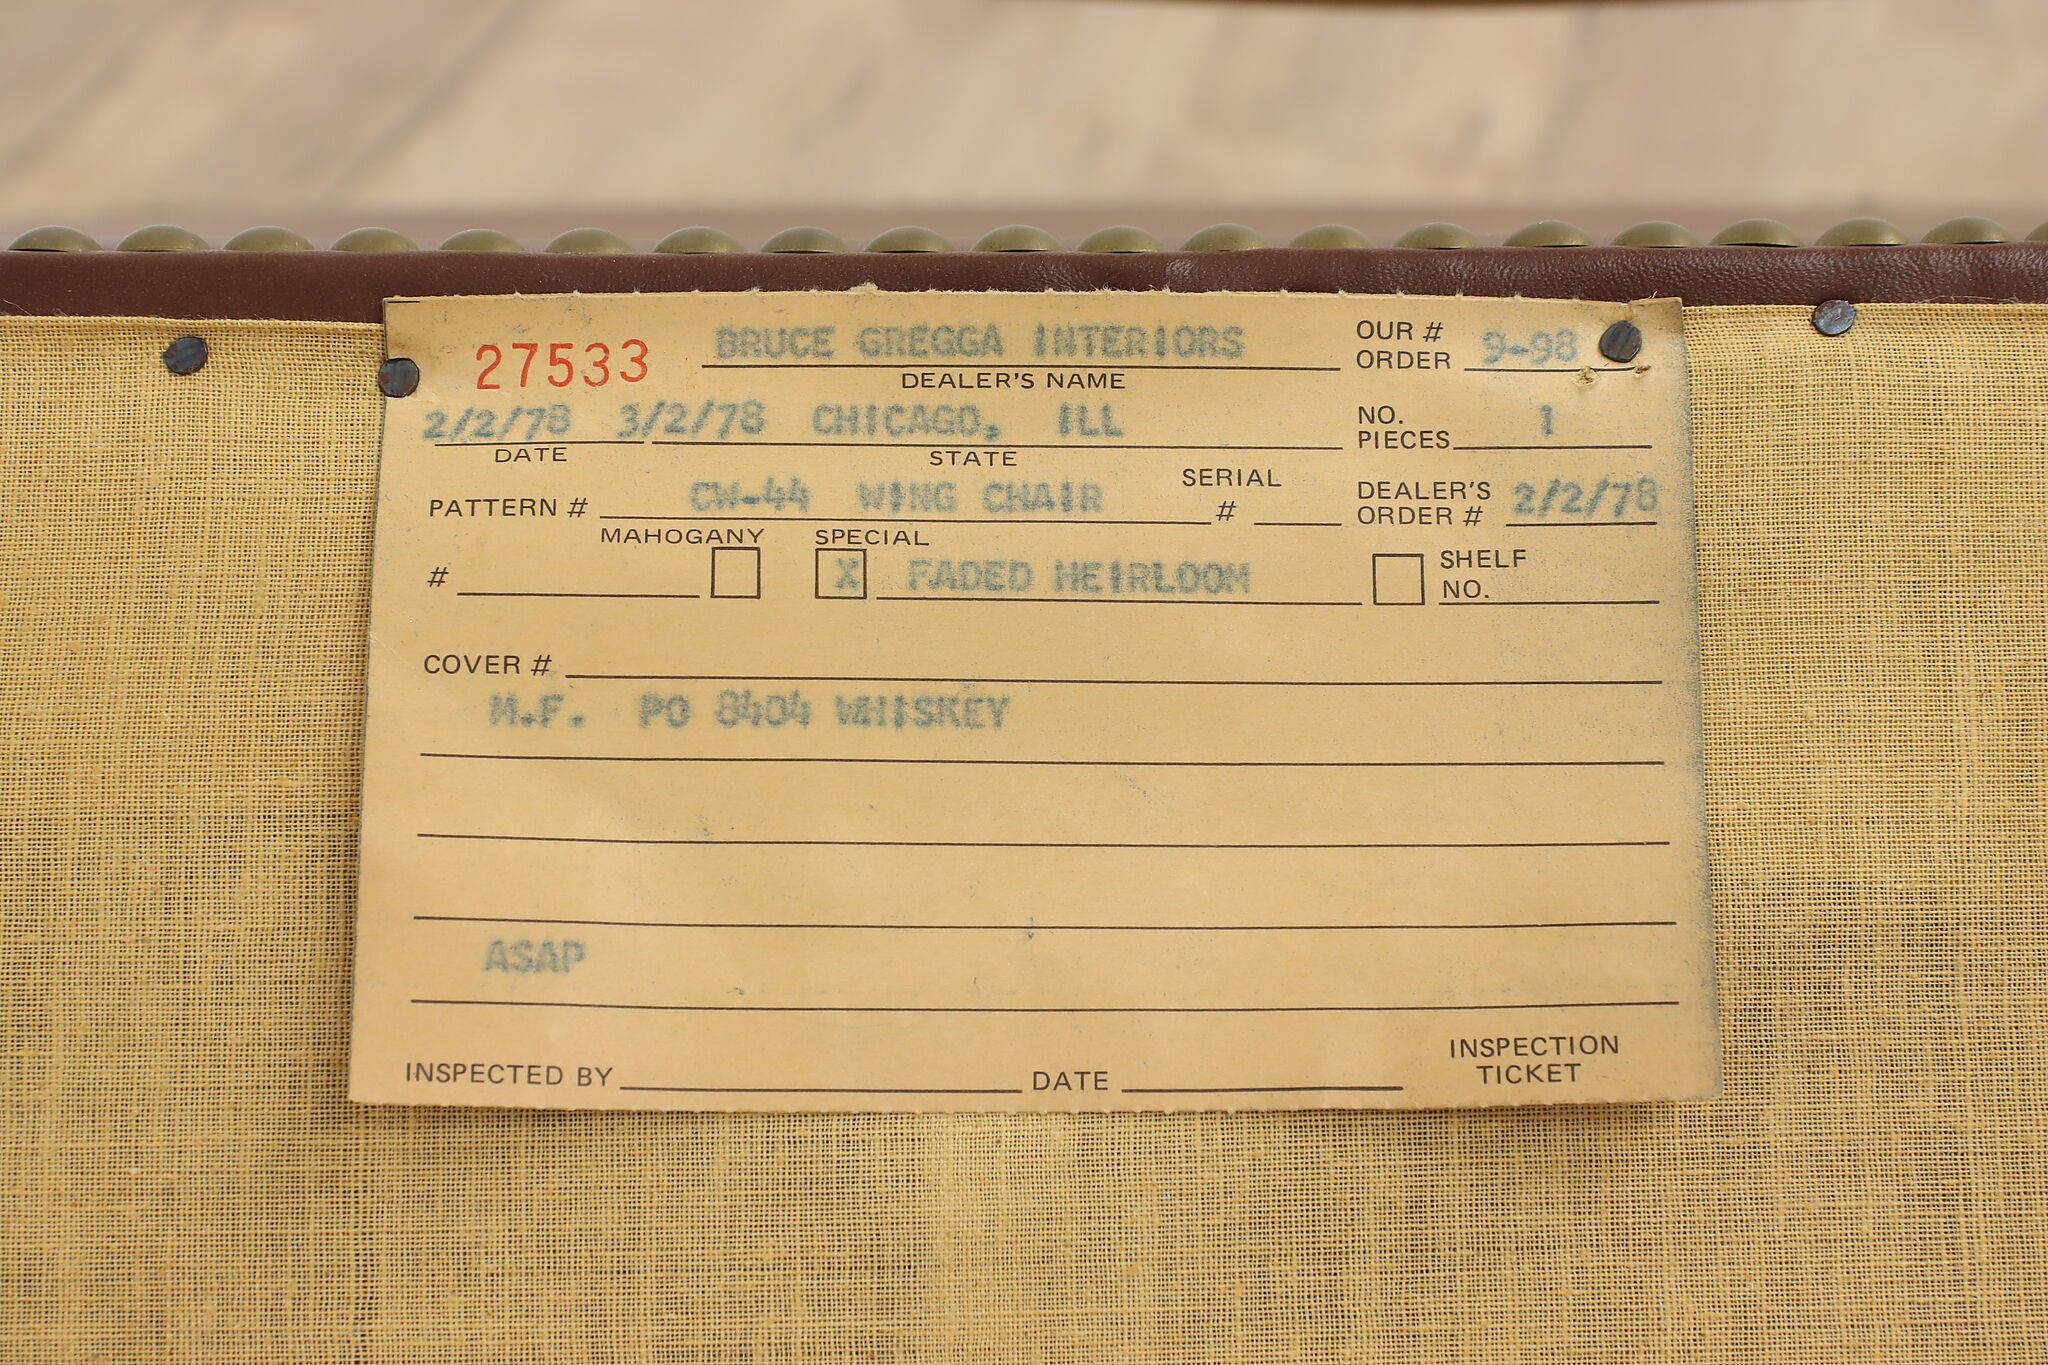 27533 BRUCE GREGGA INTERIORS OUR # ORDER 9-98
DEALER'S NAME
2/2/78 3/2/78 CHICAGO, ILL NO. PIECES 1
DATE STATE
PATTERN # CW-44 WING CHAIR SERIAL # DEALER'S ORDER # 2/2/78
MAHOGANY SPECIAL
# X FADED HEIRLOOM SHELF NO.
COVER #
M.F. PO 8404 WHISKEY
ASAP
INSPECTED BY DATE INSPECTION TICKET